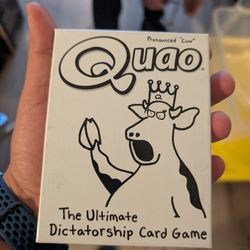 Pronounced "Cow"
Quao
The Ultimate
Dictatorship Card Game